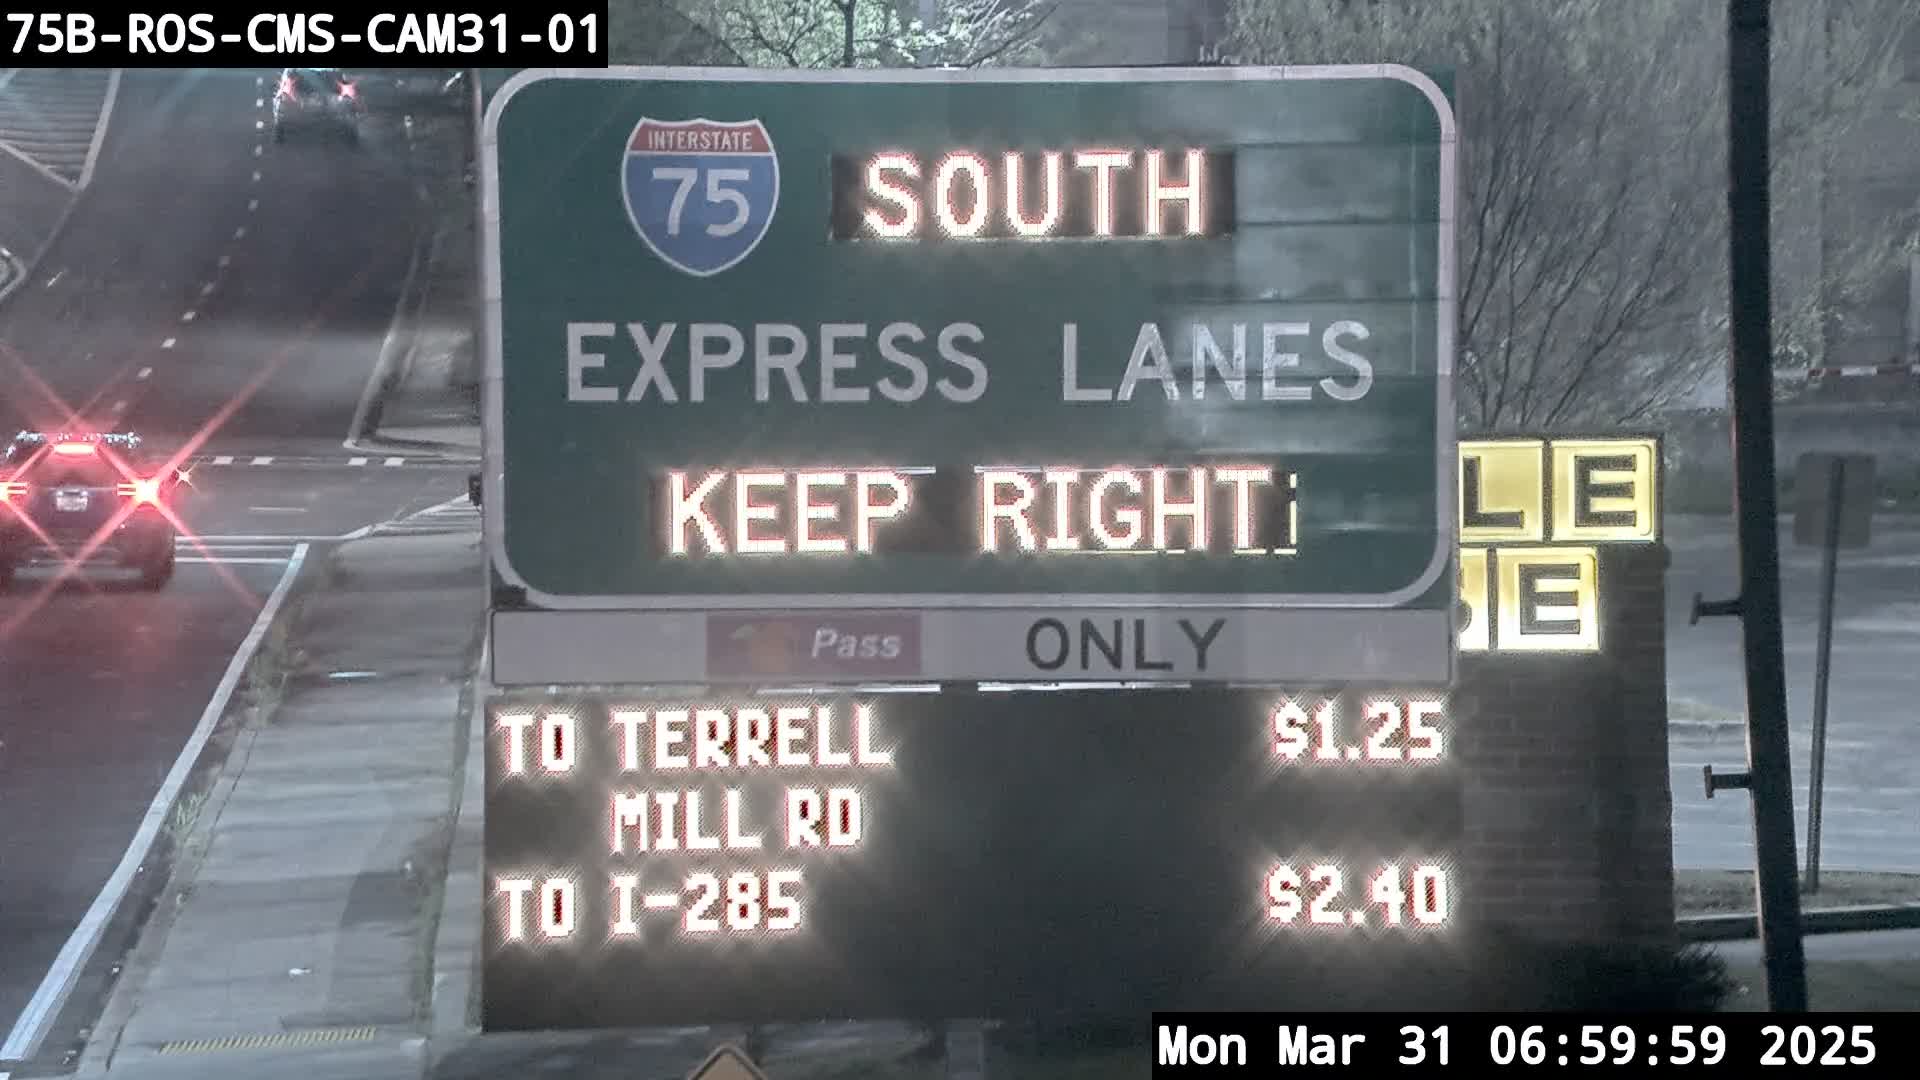 75B-ROS-CMS-CAM31-01
INTERSTATE
75
SOUTH
EXPRESS LANES
KEEP RIGHT
Pass ONLY
TO TERRELL $1.25
MILL RD
TO I-285 $2.40
LE
E
Mon Mar 31 06:59:59 2025